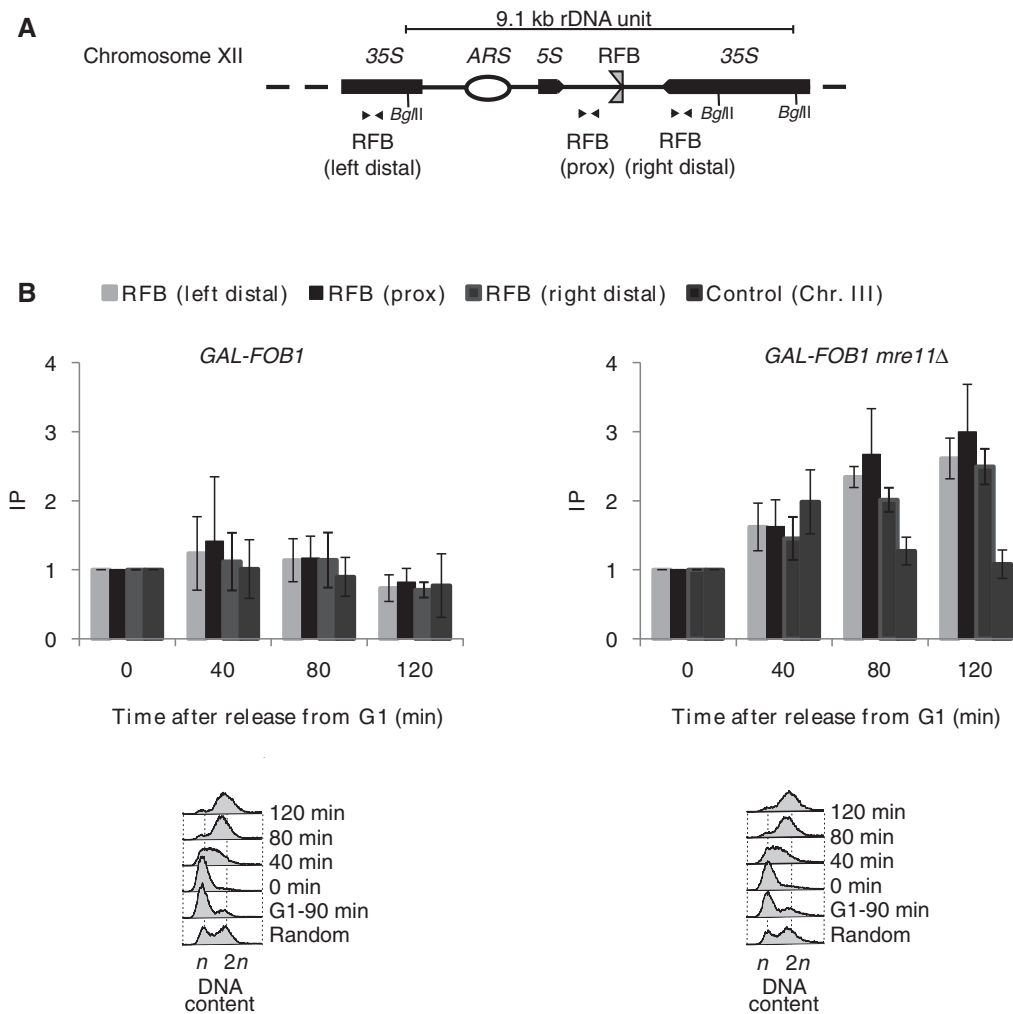 A
9.1 kb rDNA unit
Chromosome XII
35S ARS 5S RFB 35S
BglII BglII BglII
RFB RFB RFB
(left distal) (prox) (right distal)
B
RFB (left distal) RFB (prox) RFB (right distal) Control (Chr. III)
GAL-FOB1
4
3
2
1
0
IP
0 40 80 120
Time after release from G1 (min)
120 min
80 min
40 min
0 min
G1-90 min
Random
n 2n
DNA
content
GAL-FOB1 mre11Δ
4
3
2
1
0
IP
0 40 80 120
Time after release from G1 (min)
120 min
80 min
40 min
0 min
G1-90 min
Random
n 2n
DNA
content